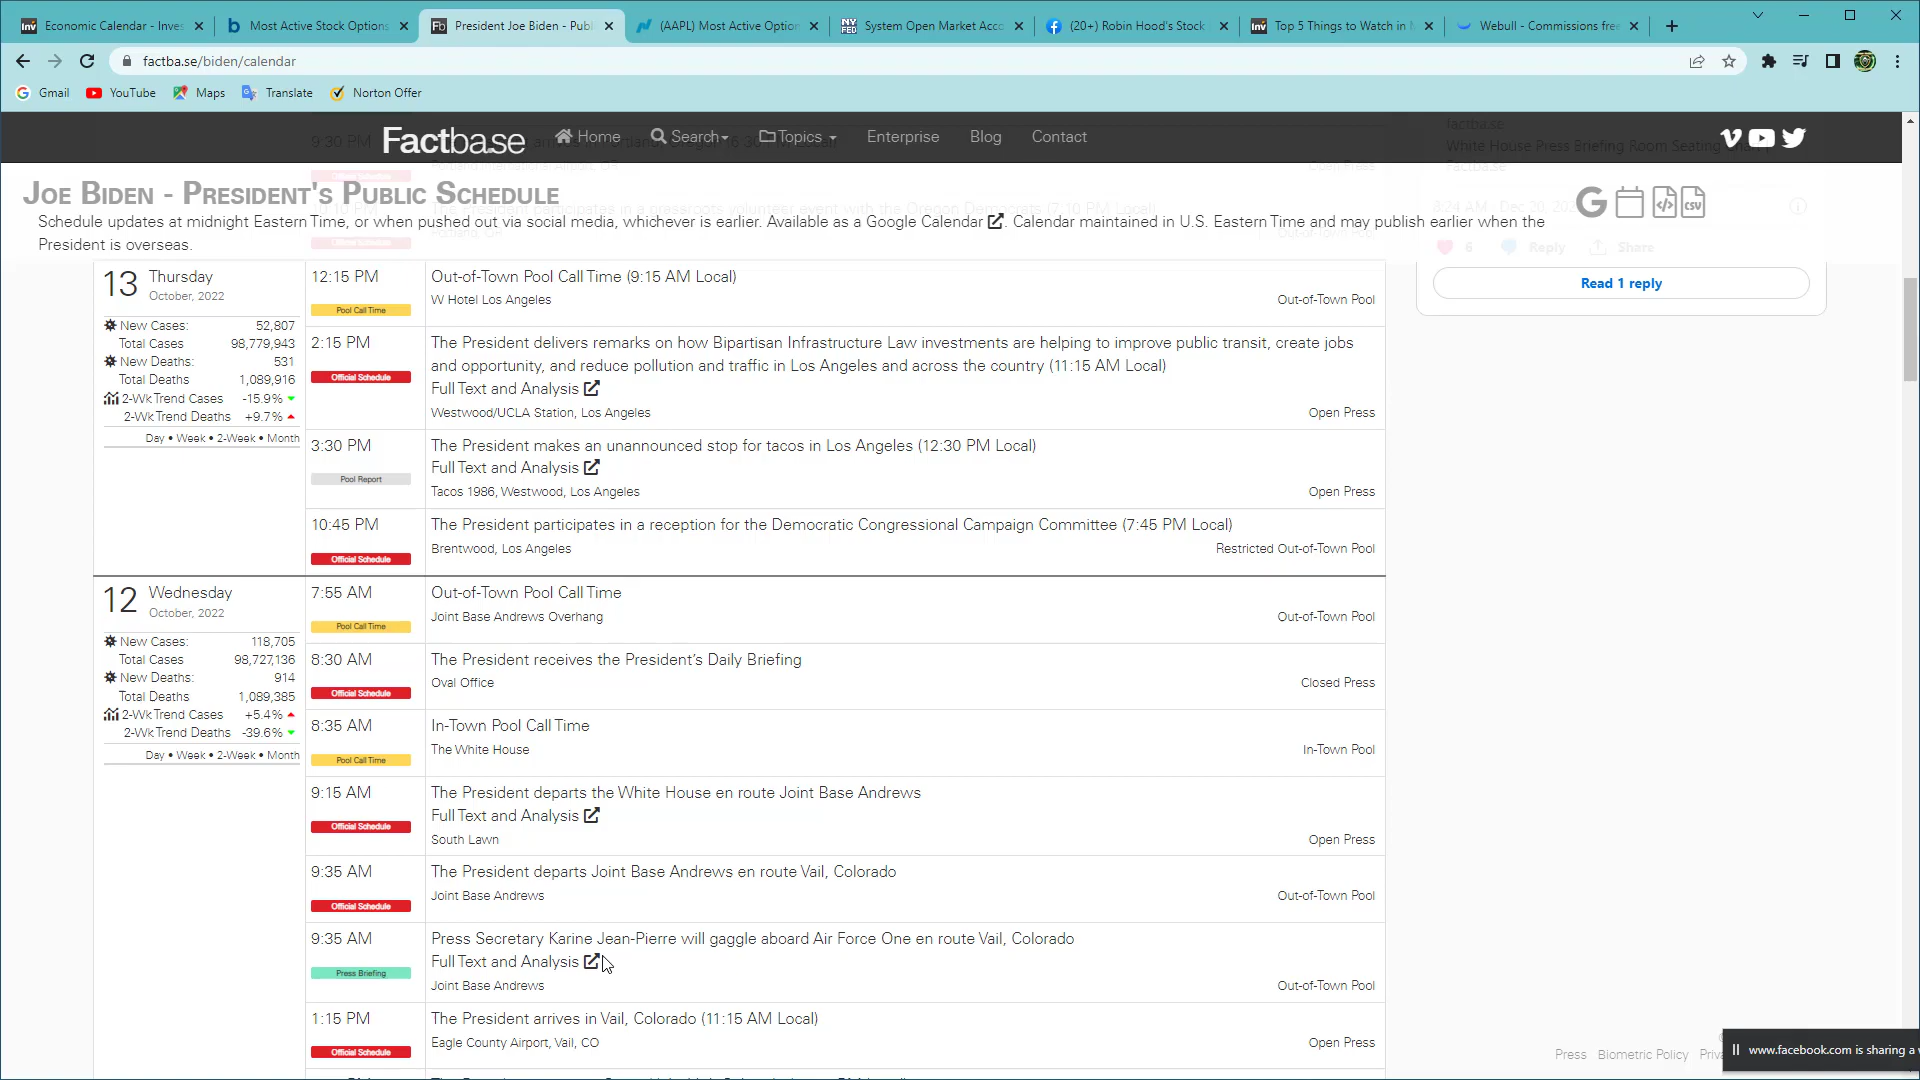 Economic Calendar - Inves
Most Active Stock Options
President Joe Biden - Publ
(AAPL) Most Active Option
System Open Market Acco
(20+) Robin Hood's Stock
Top 5 Things to Watch in
Webull - Commissions free
factba.se/biden/calendar
Gmail
YouTube
Maps
Translate
Norton Offer
Factba.se
Home
Search
Topics
Enterprise
Blog
Contact
factba.se
White House Press Briefing Room Seating
Factba.se
JOE BIDEN - PRESIDENT'S PUBLIC SCHEDULE
Schedule updates at midnight Eastern Time, or when pushed out via social media, whichever is earlier. Available as a Google Calendar. Calendar maintained in U.S. Eastern Time and may publish earlier when the
President is overseas.
6 Reply Share
Read 1 reply
13 Thursday
October, 2022
New Cases: 52,807
Total Cases 98,779,943
New Deaths: 531
Total Deaths 1,089,916
2-Wk Trend Cases -15.9%
2-Wk Trend Deaths +9.7%
Day • Week • 2-Week • Month
12:15 PM
Pool Call Time
Out-of-Town Pool Call Time (9:15 AM Local)
W Hotel Los Angeles
Out-of-Town Pool
2:15 PM
Official Schedule
The President delivers remarks on how Bipartisan Infrastructure Law investments are helping to improve public transit, create jobs
and opportunity, and reduce pollution and traffic in Los Angeles and across the country (11:15 AM Local)
Full Text and Analysis
Westwood/UCLA Station, Los Angeles
Open Press
3:30 PM
Pool Report
The President makes an unannounced stop for tacos in Los Angeles (12:30 PM Local)
Full Text and Analysis
Tacos 1986, Westwood, Los Angeles
Open Press
10:45 PM
Official Schedule
The President participates in a reception for the Democratic Congressional Campaign Committee (7:45 PM Local)
Brentwood, Los Angeles
Restricted Out-of-Town Pool
12 Wednesday
October, 2022
New Cases: 118,705
Total Cases 98,727,136
New Deaths: 914
Total Deaths 1,089,385
2-Wk Trend Cases +5.4%
2-Wk Trend Deaths -39.6%
Day • Week • 2-Week • Month
7:55 AM
Pool Call Time
Out-of-Town Pool Call Time
Joint Base Andrews Overhang
Out-of-Town Pool
8:30 AM
Official Schedule
The President receives the President's Daily Briefing
Oval Office
Closed Press
8:35 AM
Pool Call Time
In-Town Pool Call Time
The White House
In-Town Pool
9:15 AM
Official Schedule
The President departs the White House en route Joint Base Andrews
Full Text and Analysis
South Lawn
Open Press
9:35 AM
Official Schedule
The President departs Joint Base Andrews en route Vail, Colorado
Joint Base Andrews
Out-of-Town Pool
9:35 AM
Press Briefing
Press Secretary Karine Jean-Pierre will gaggle aboard Air Force One en route Vail, Colorado
Full Text and Analysis
Joint Base Andrews
Out-of-Town Pool
1:15 PM
Official Schedule
The President arrives in Vail, Colorado (11:15 AM Local)
Eagle County Airport, Vail, CO
Open Press
Press Biometric Policy
www.facebook.com is sharing a